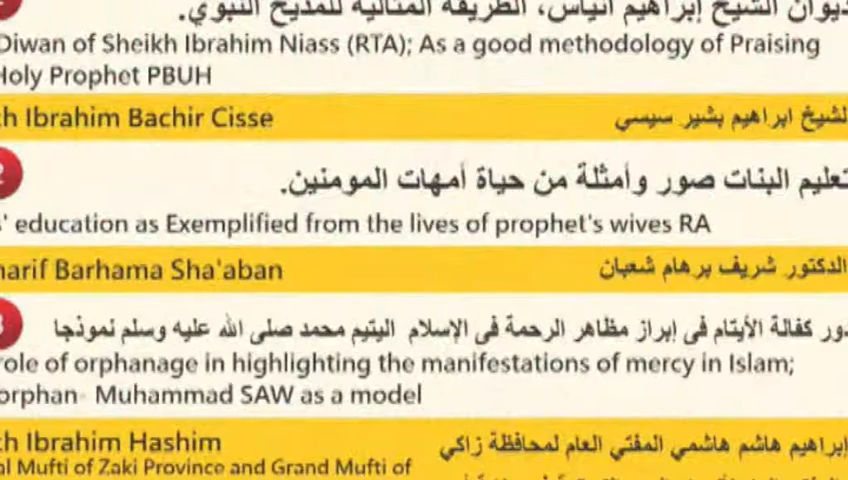 ديوان الشيخ إبراهيم انياس، الطريقة المثالية للمديح النبوي.
Diwan of Sheikh Ibrahim Niass (RTA); As a good methodology of Praising
Holy Prophet PBUH
Ibrahim Bachir Cisse
الشيخ ابراهيم بشير سيسي
2
تعليم البنات صور وأمثلة من حياة أمهات المومنين.
education as Exemplified from the lives of prophet's wives RA
Barhama Sha'aban
الدكتور شريف برهام شعبان
3
دور كفالة الأيتام فى إبراز مظاهر الرحمة فى الإسلام اليتيم محمد صلى الله عليه وسلم نموذجا
role of orphanage in highlighting the manifestations of mercy in Islam;
orphan- Muhammad SAW as a model
Ibrahim Hashim
إبراهيم هاشم هاشمي المفتي العام لمحافظة زاكي
Mufti of Zaki Province and Grand Mufti of